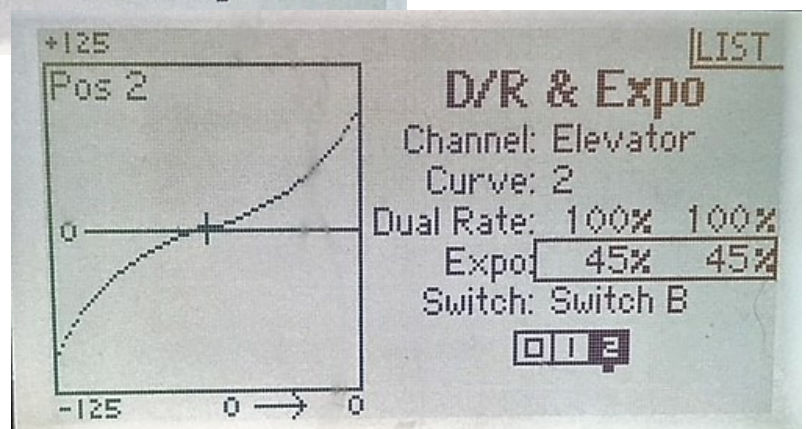 +125
LIST
Pos 2
D/R & Expo
Channel: Elevator
Curve: 2
0
Dual Rate: 100% 100%
Expo: 45% 45%
Switch: Switch B
0 1 2
-125 0 → 0